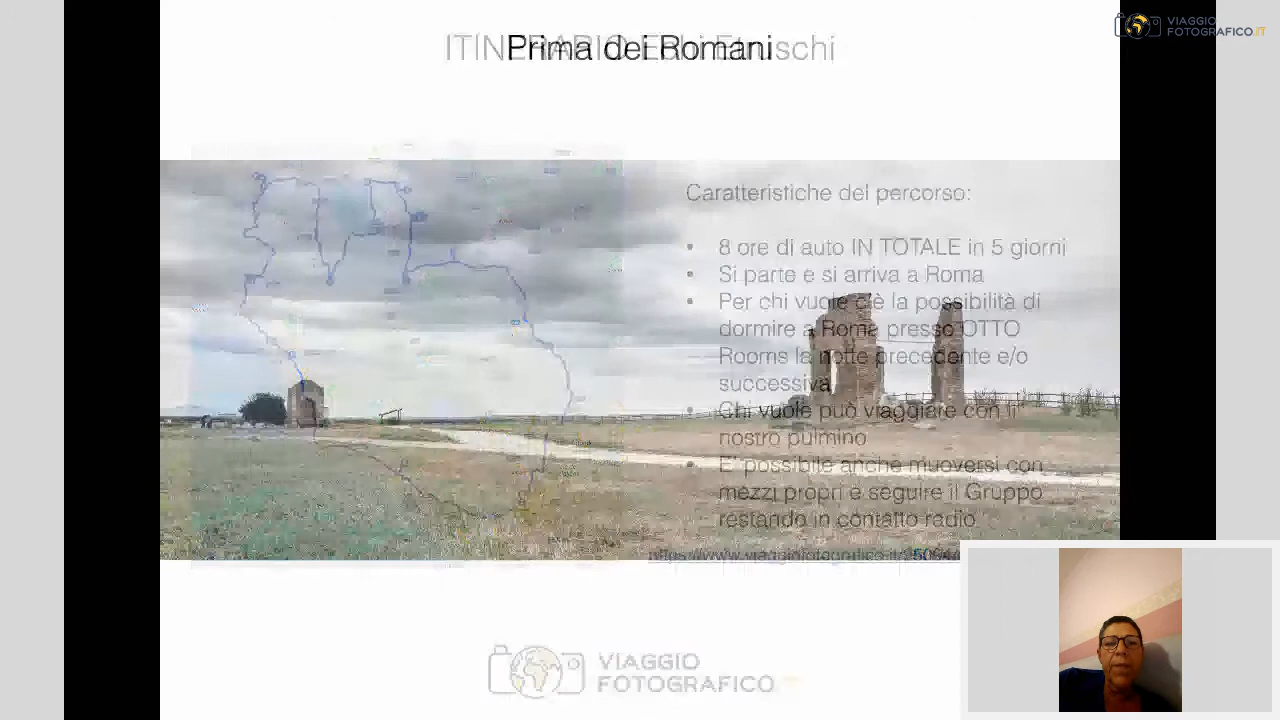 VIAGGIO
FOTOGRAFICO.IT
ITINERARIO Echi Etruschi
Prima dei Romani
Caratteristiche del percorso:
• 8 ore di auto IN TOTALE in 5 giorni
• Si parte e si arriva a Roma
• Per chi vuole c'è la possibilità di
dormire a Roma presso OTTO
Rooms la notte precedente e/o
successiva
• Chi vuole può viaggiare con il
nostro pulmino
• E' possibile anche muoversi con
mezzi propri e seguire il Gruppo
restando in contatto radio
VIAGGIO
FOTOGRAFICO